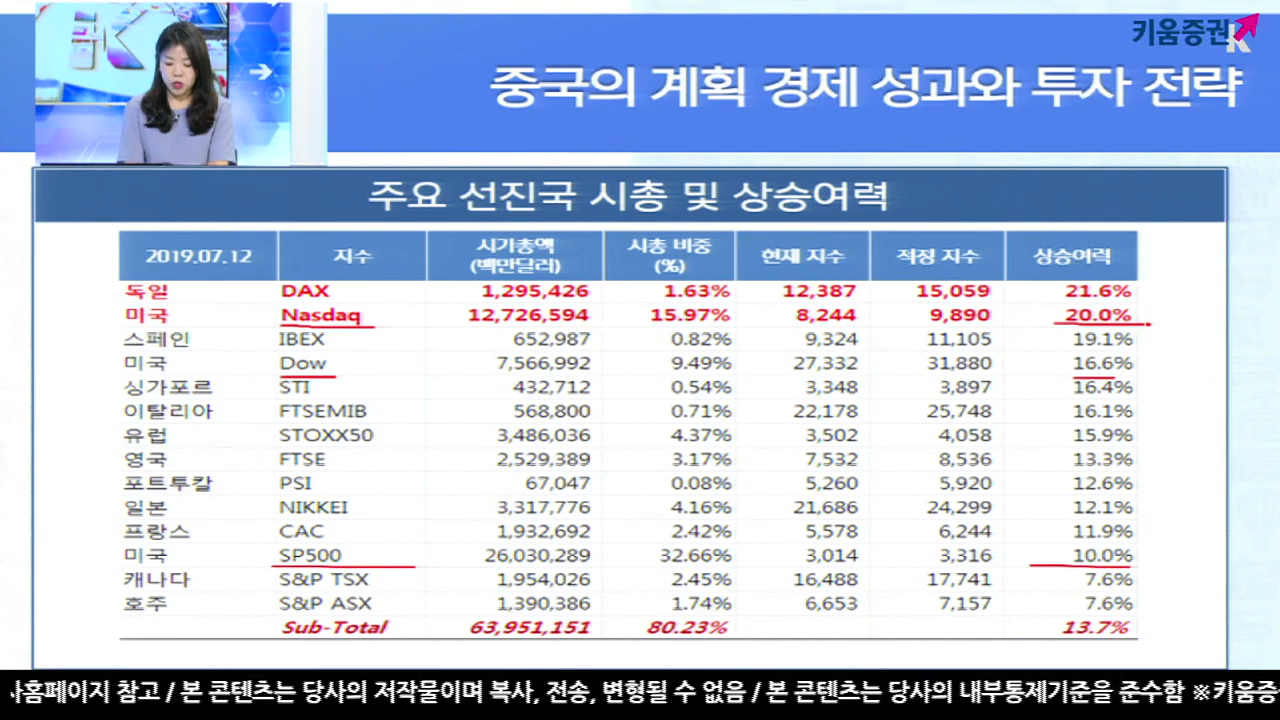 키움증권
중국의 계획 경제 성과와 투자 전략
주요 선진국 시총 및 상승여력
2019.07.12 지수 시가총액 (백만달러) 시총 비중 (%) 현재 지수 적정 지수 상승여력
독일 DAX 1,295,426 1.63% 12,387 15,059 21.6%
미국 Nasdaq 12,726,594 15.97% 8,244 9,890 20.0%
스페인 IBEX 652,987 0.82% 9,324 11,105 19.1%
미국 Dow 7,566,992 9.49% 27,332 31,880 16.6%
싱가포르 STI 432,712 0.54% 3,348 3,897 16.4%
이탈리아 FTSEMIB 568,800 0.71% 22,178 25,748 16.1%
유럽 STOXX50 3,486,036 4.37% 3,502 4,058 15.9%
영국 FTSE 2,529,389 3.17% 7,532 8,536 13.3%
포트투칼 PSI 67,047 0.08% 5,260 5,920 12.6%
일본 NIKKEI 3,317,776 4.16% 21,686 24,299 12.1%
프랑스 CAC 1,932,692 2.42% 5,578 6,244 11.9%
미국 SP500 26,030,289 32.66% 3,014 3,316 10.0%
캐나다 S&P TSX 1,954,026 2.45% 16,488 17,741 7.6%
호주 S&P ASX 1,390,386 1.74% 6,653 7,157 7.6%
Sub-Total 63,951,151 80.23% 13.7%
사홈페이지 참고 / 본 콘텐츠는 당사의 저작물이며 복사, 전송, 변형될 수 없음 / 본 콘텐츠는 당사의 내부통제기준을 준수함 ※키움증